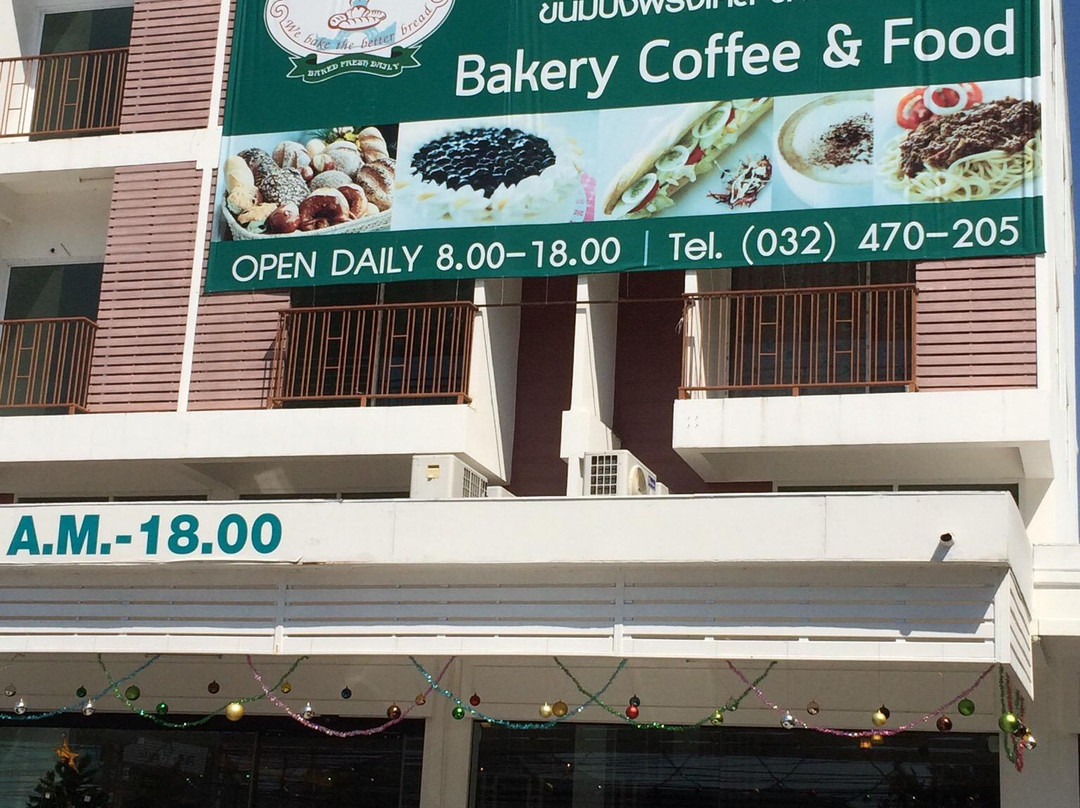 We bake the better bread
BAKED FRESH DAILY
Bakery Coffee & Food
OPEN DAILY 8.00-18.00 | Tel. (032) 470-205
A.M.-18.00